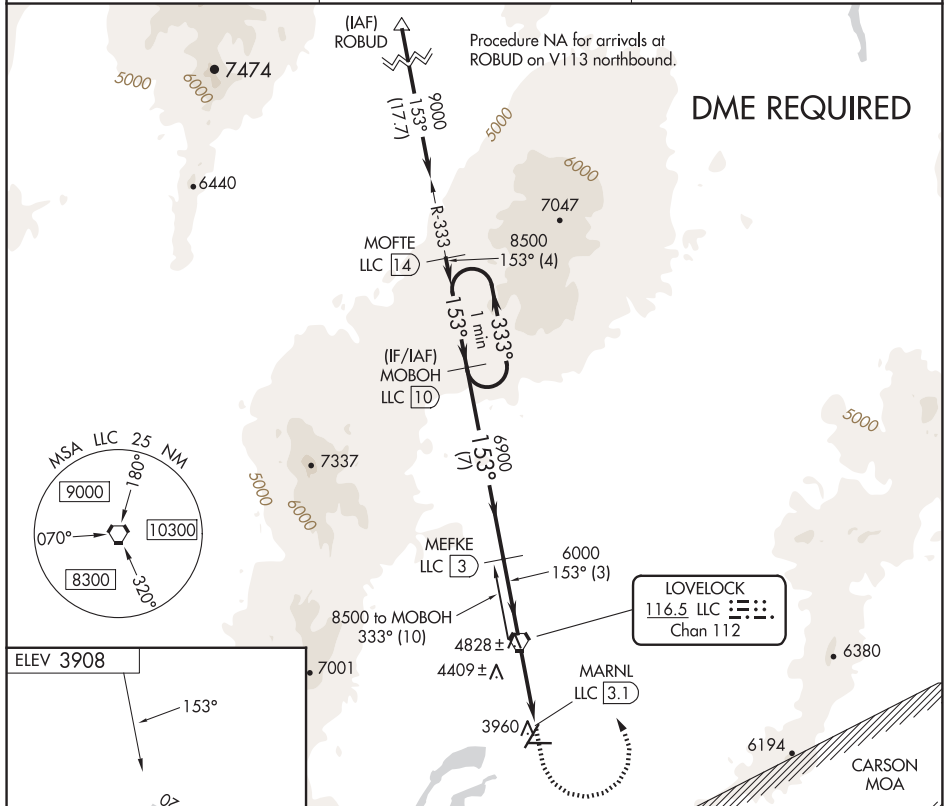 (IAF)
ROBUD
Procedure NA for arrivals at
ROBUD on V113 northbound.
7474
5000
6000
9000
153°
(17.7)
5000
DME REQUIRED
6000
6440
R-333
7047
MOFTE
LLC 14
8500
153° (4)
153°
1 min
333°
(IF/IAF)
MOBOH
LLC 10
5000
6900
153°
(7)
MSA LLC 25 NM
180°
9000
070°
10300
8300
320°
7337
5000
6000
MEFKE
LLC 3
6000
153° (3)
8500 to MOBOH
333° (10)
LOVELOCK
116.5 LLC
Chan 112
4828 ±
4409 ±
6380
ELEV 3908
7001
MARNL
LLC 3.1
153°
3960
6194
CARSON
MOA
07